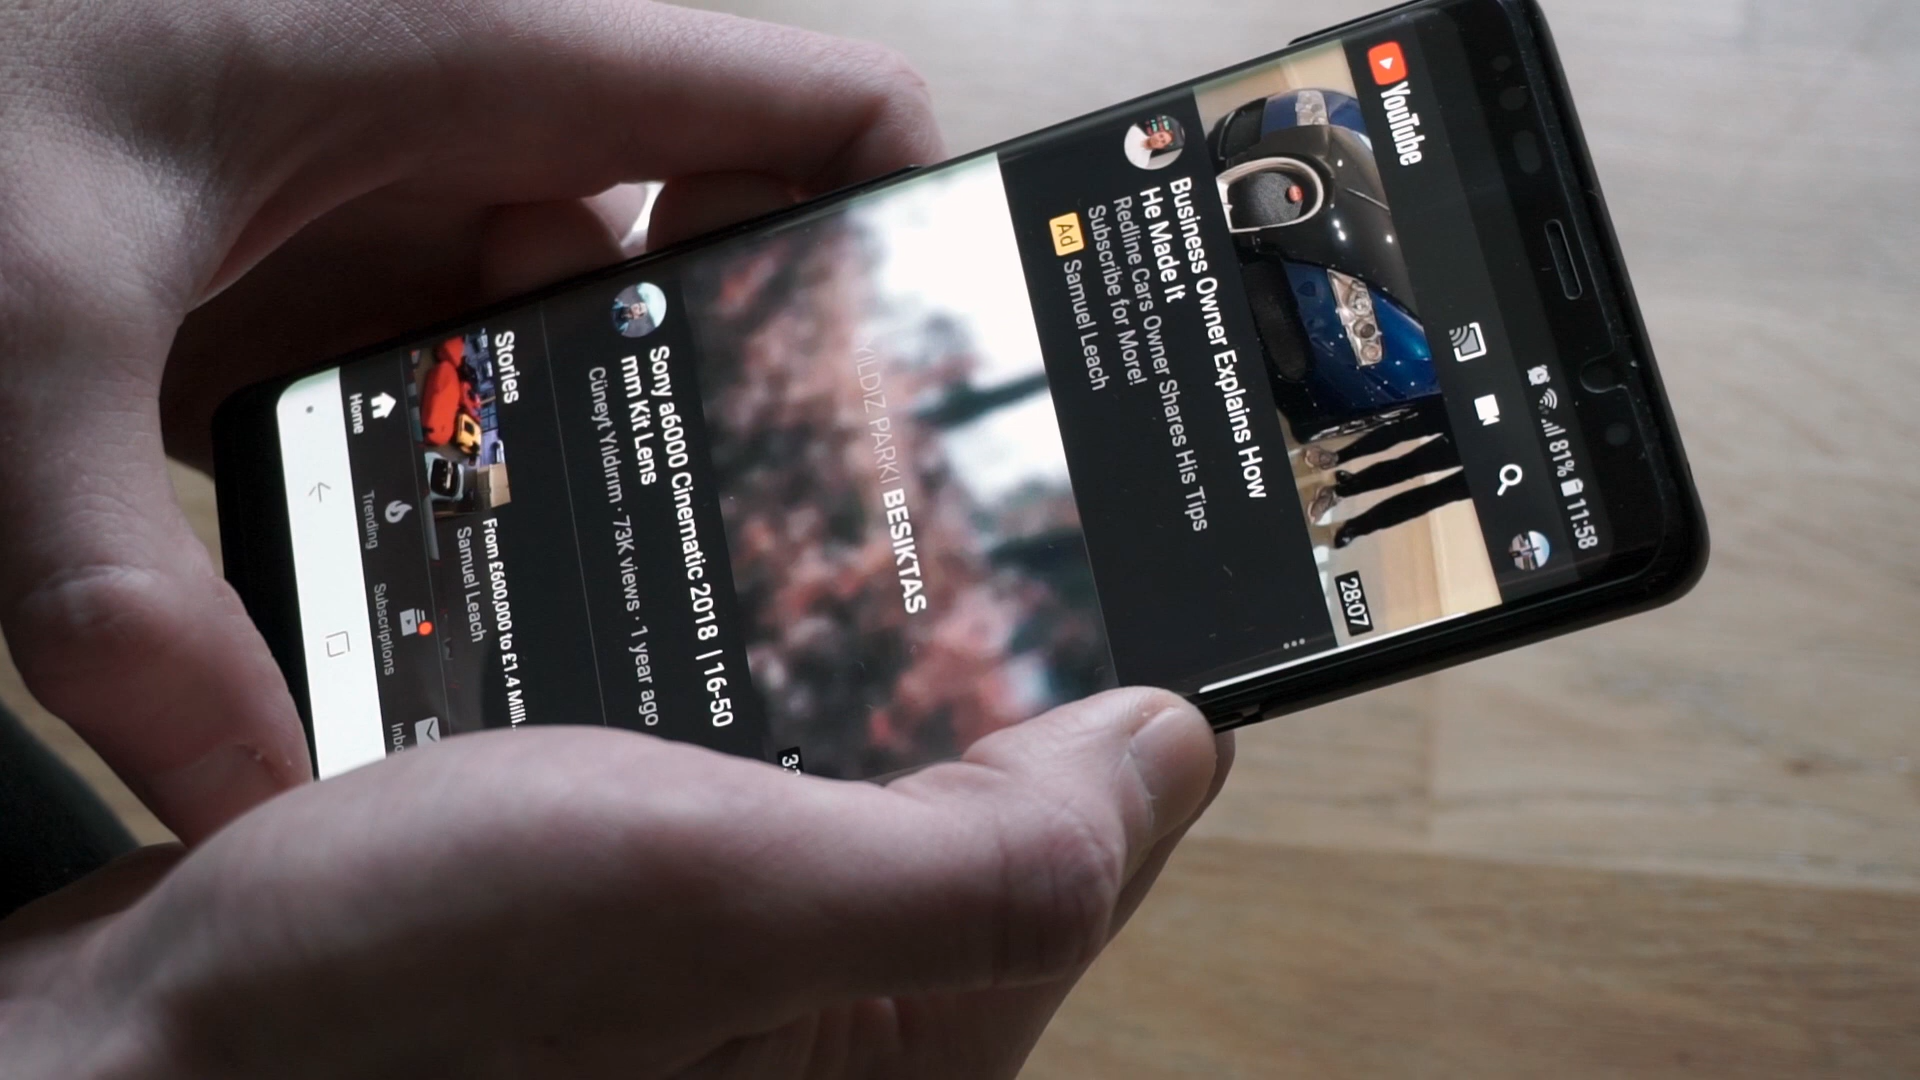 81% 11:58
YouTube
28:07
Business Owner Explains How
He Made It
Redline Cars Owner Shares His Tips
Subscribe for More!
Ad Samuel Leach
YILDIZ PARKI BESIKTAS
Sony a6000 Cinematic 2018 | 16-50
mm Kit Lens
Cüneyt Yıldırım · 73K views · 1 year ago
Stories
From £600,000 to £1.4 Milli...
Samuel Leach
Home Trending Subscriptions